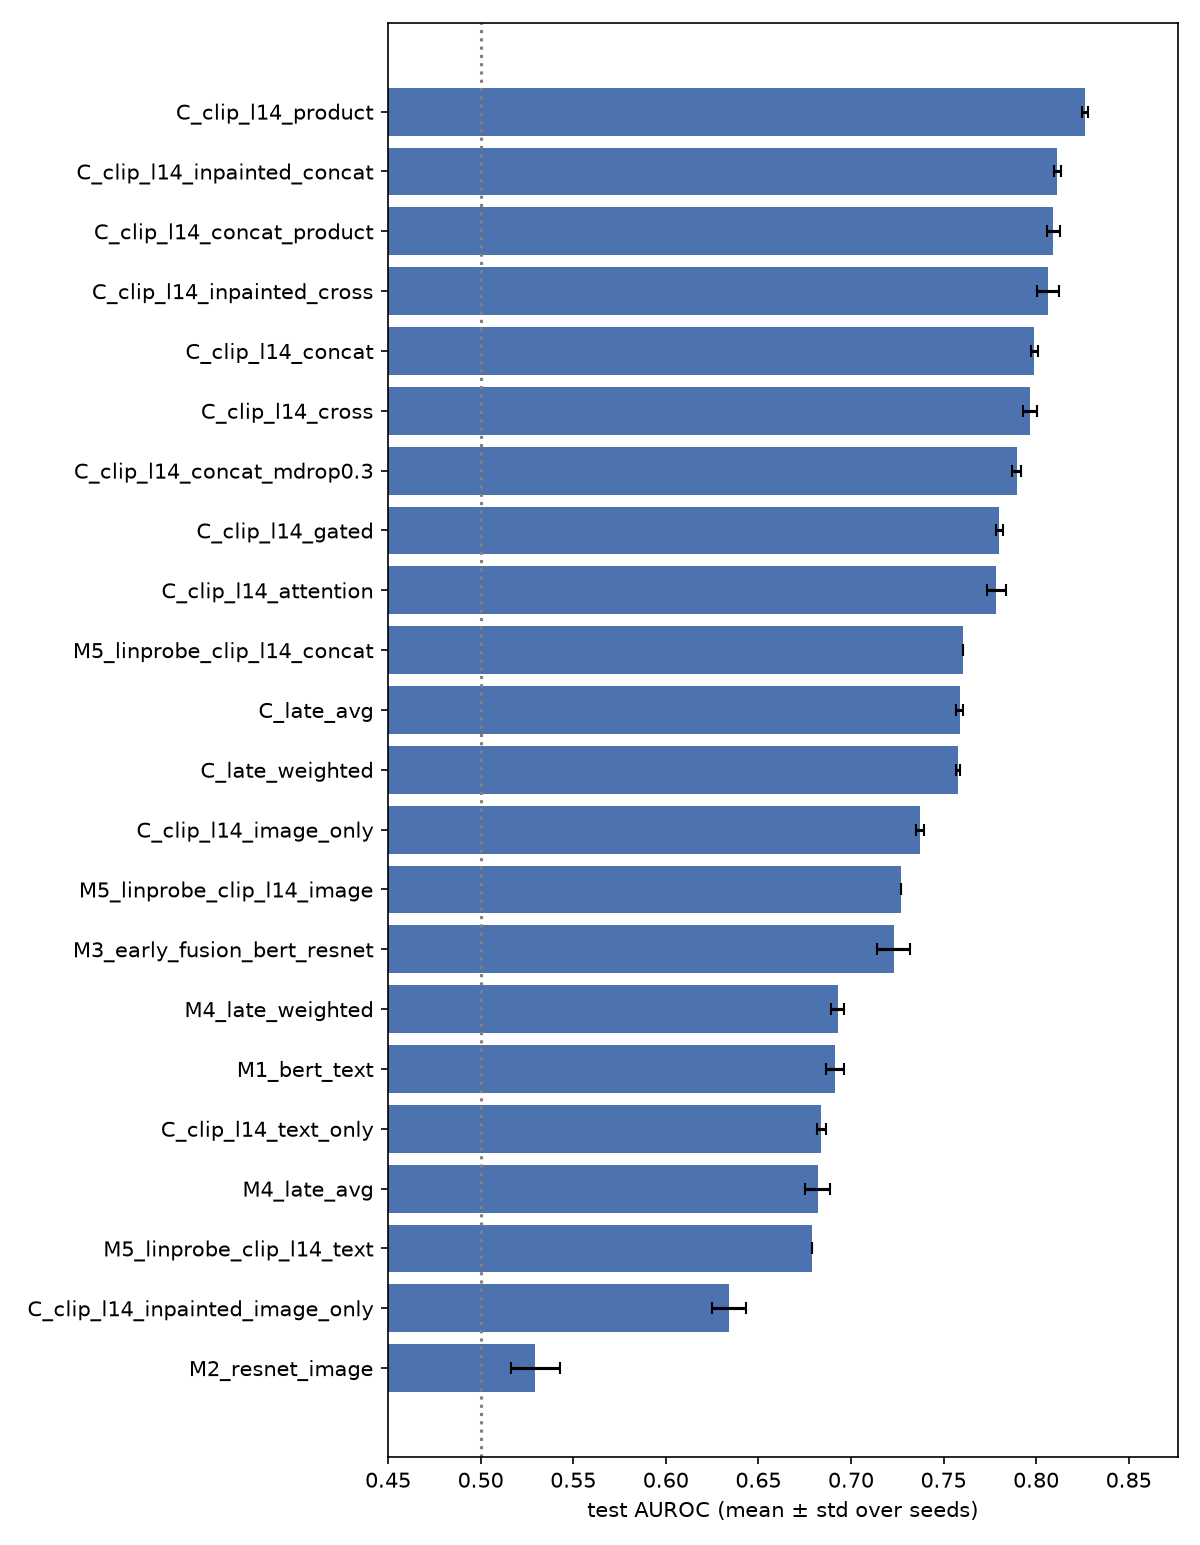 C_clip_l14_product
C_clip_l14_inpainted_concat
C_clip_l14_concat_product
C_clip_l14_inpainted_cross
C_clip_l14_concat
C_clip_l14_cross
C_clip_l14_concat_mdrop0.3
C_clip_l14_gated
C_clip_l14_attention
M5_linprobe_clip_l14_concat
C_late_avg
C_late_weighted
C_clip_l14_image_only
M5_linprobe_clip_l14_image
M3_early_fusion_bert_resnet
M4_late_weighted
M1_bert_text
C_clip_l14_text_only
M4_late_avg
M5_linprobe_clip_l14_text
C_clip_l14_inpainted_image_only
M2_resnet_image
0.45 0.50 0.55 0.60 0.65 0.70 0.75 0.80 0.85
test AUROC (mean ± std over seeds)